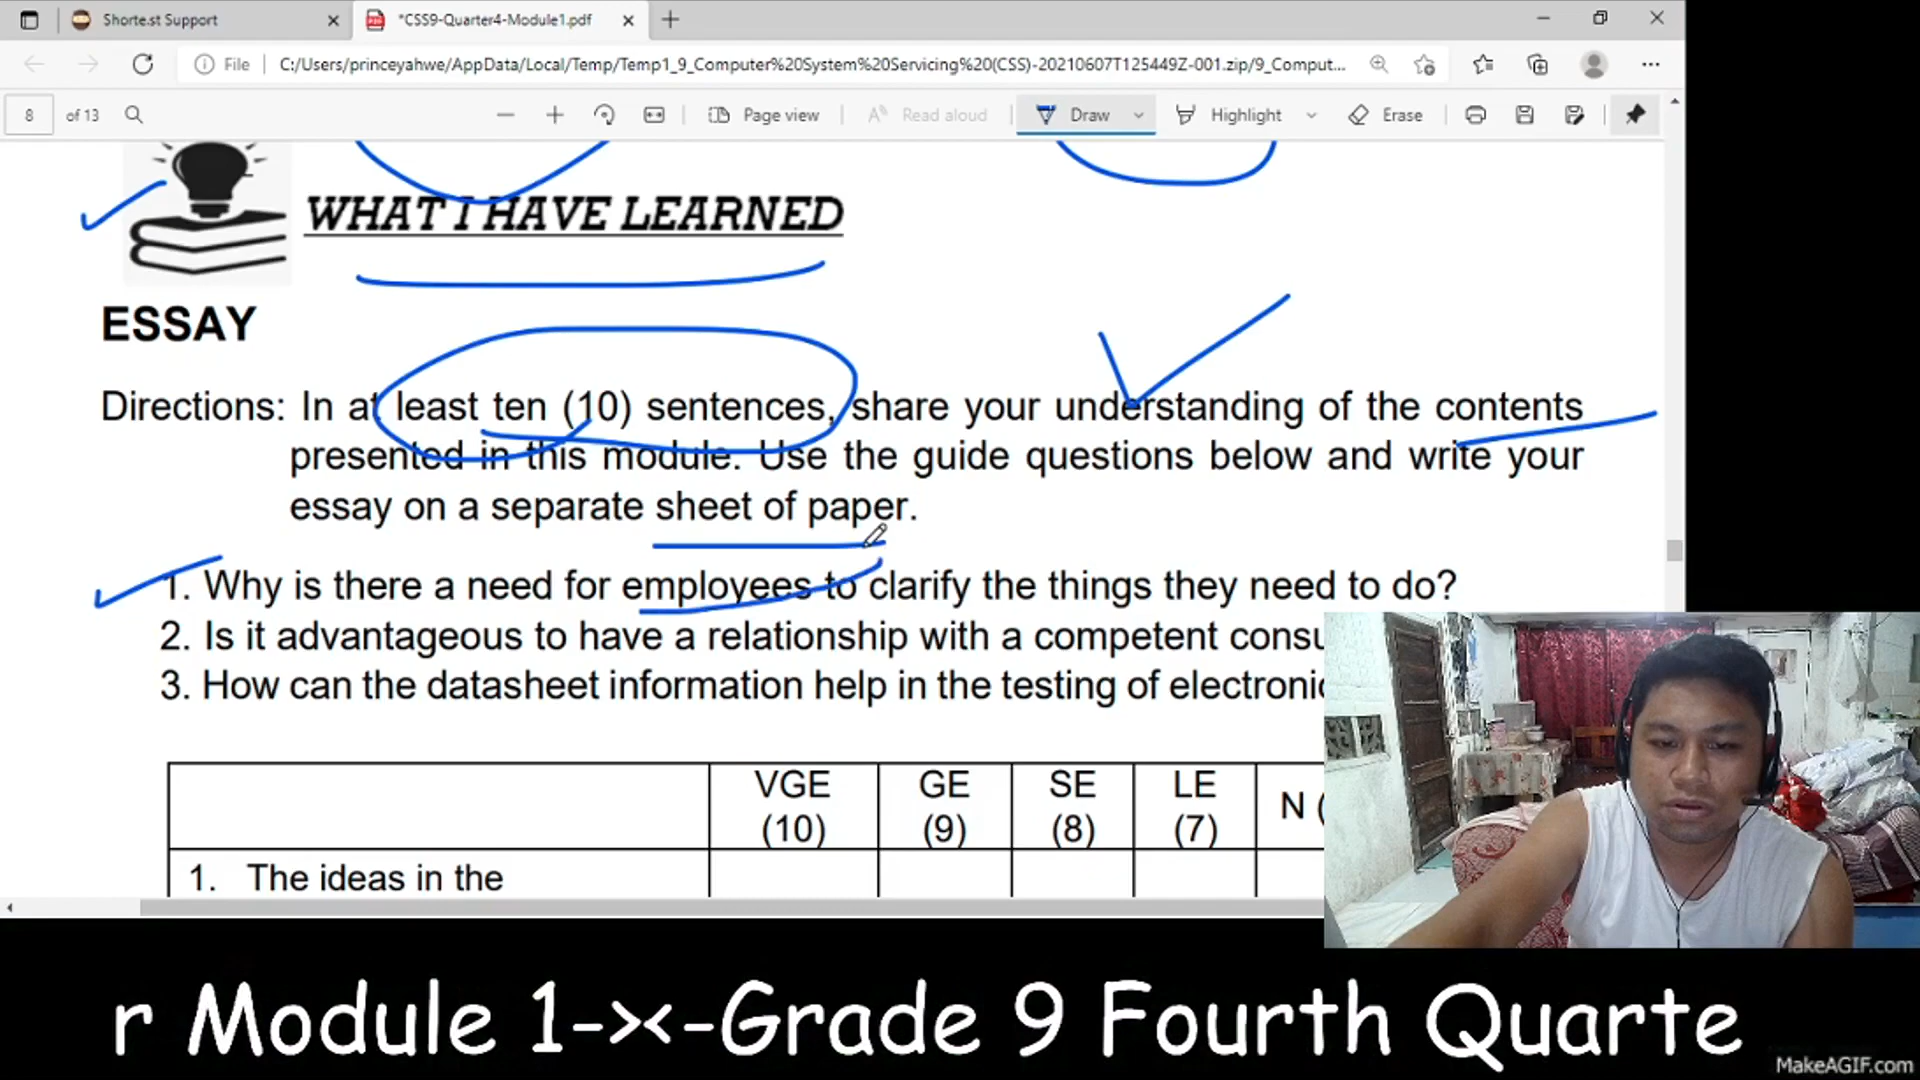 Shorte.st Support
*CSS9-Quarter4-Module1.pdf
File
C:/Users/princeyahwe/AppData/Local/Temp/Temp1_9_Computer%20System%20Servicing%20(CSS)-20210607T125449Z-001.zip/9_Comput...
8 of 13
Page view
Read aloud
Draw
Highlight
Erase
WHAT I HAVE LEARNED
ESSAY
Directions: In at least ten (10) sentences, share your understanding of the contents
presented in this module. Use the guide questions below and write your
essay on a separate sheet of paper.
1. Why is there a need for employees to clarify the things they need to do?
2. Is it advantageous to have a relationship with a competent consu
3. How can the datasheet information help in the testing of electronic
VGE GE SE LE N (
(10) (9) (8) (7)
1. The ideas in the
r Module 1-×-Grade 9 Fourth Quarte
MakeAGIF.com